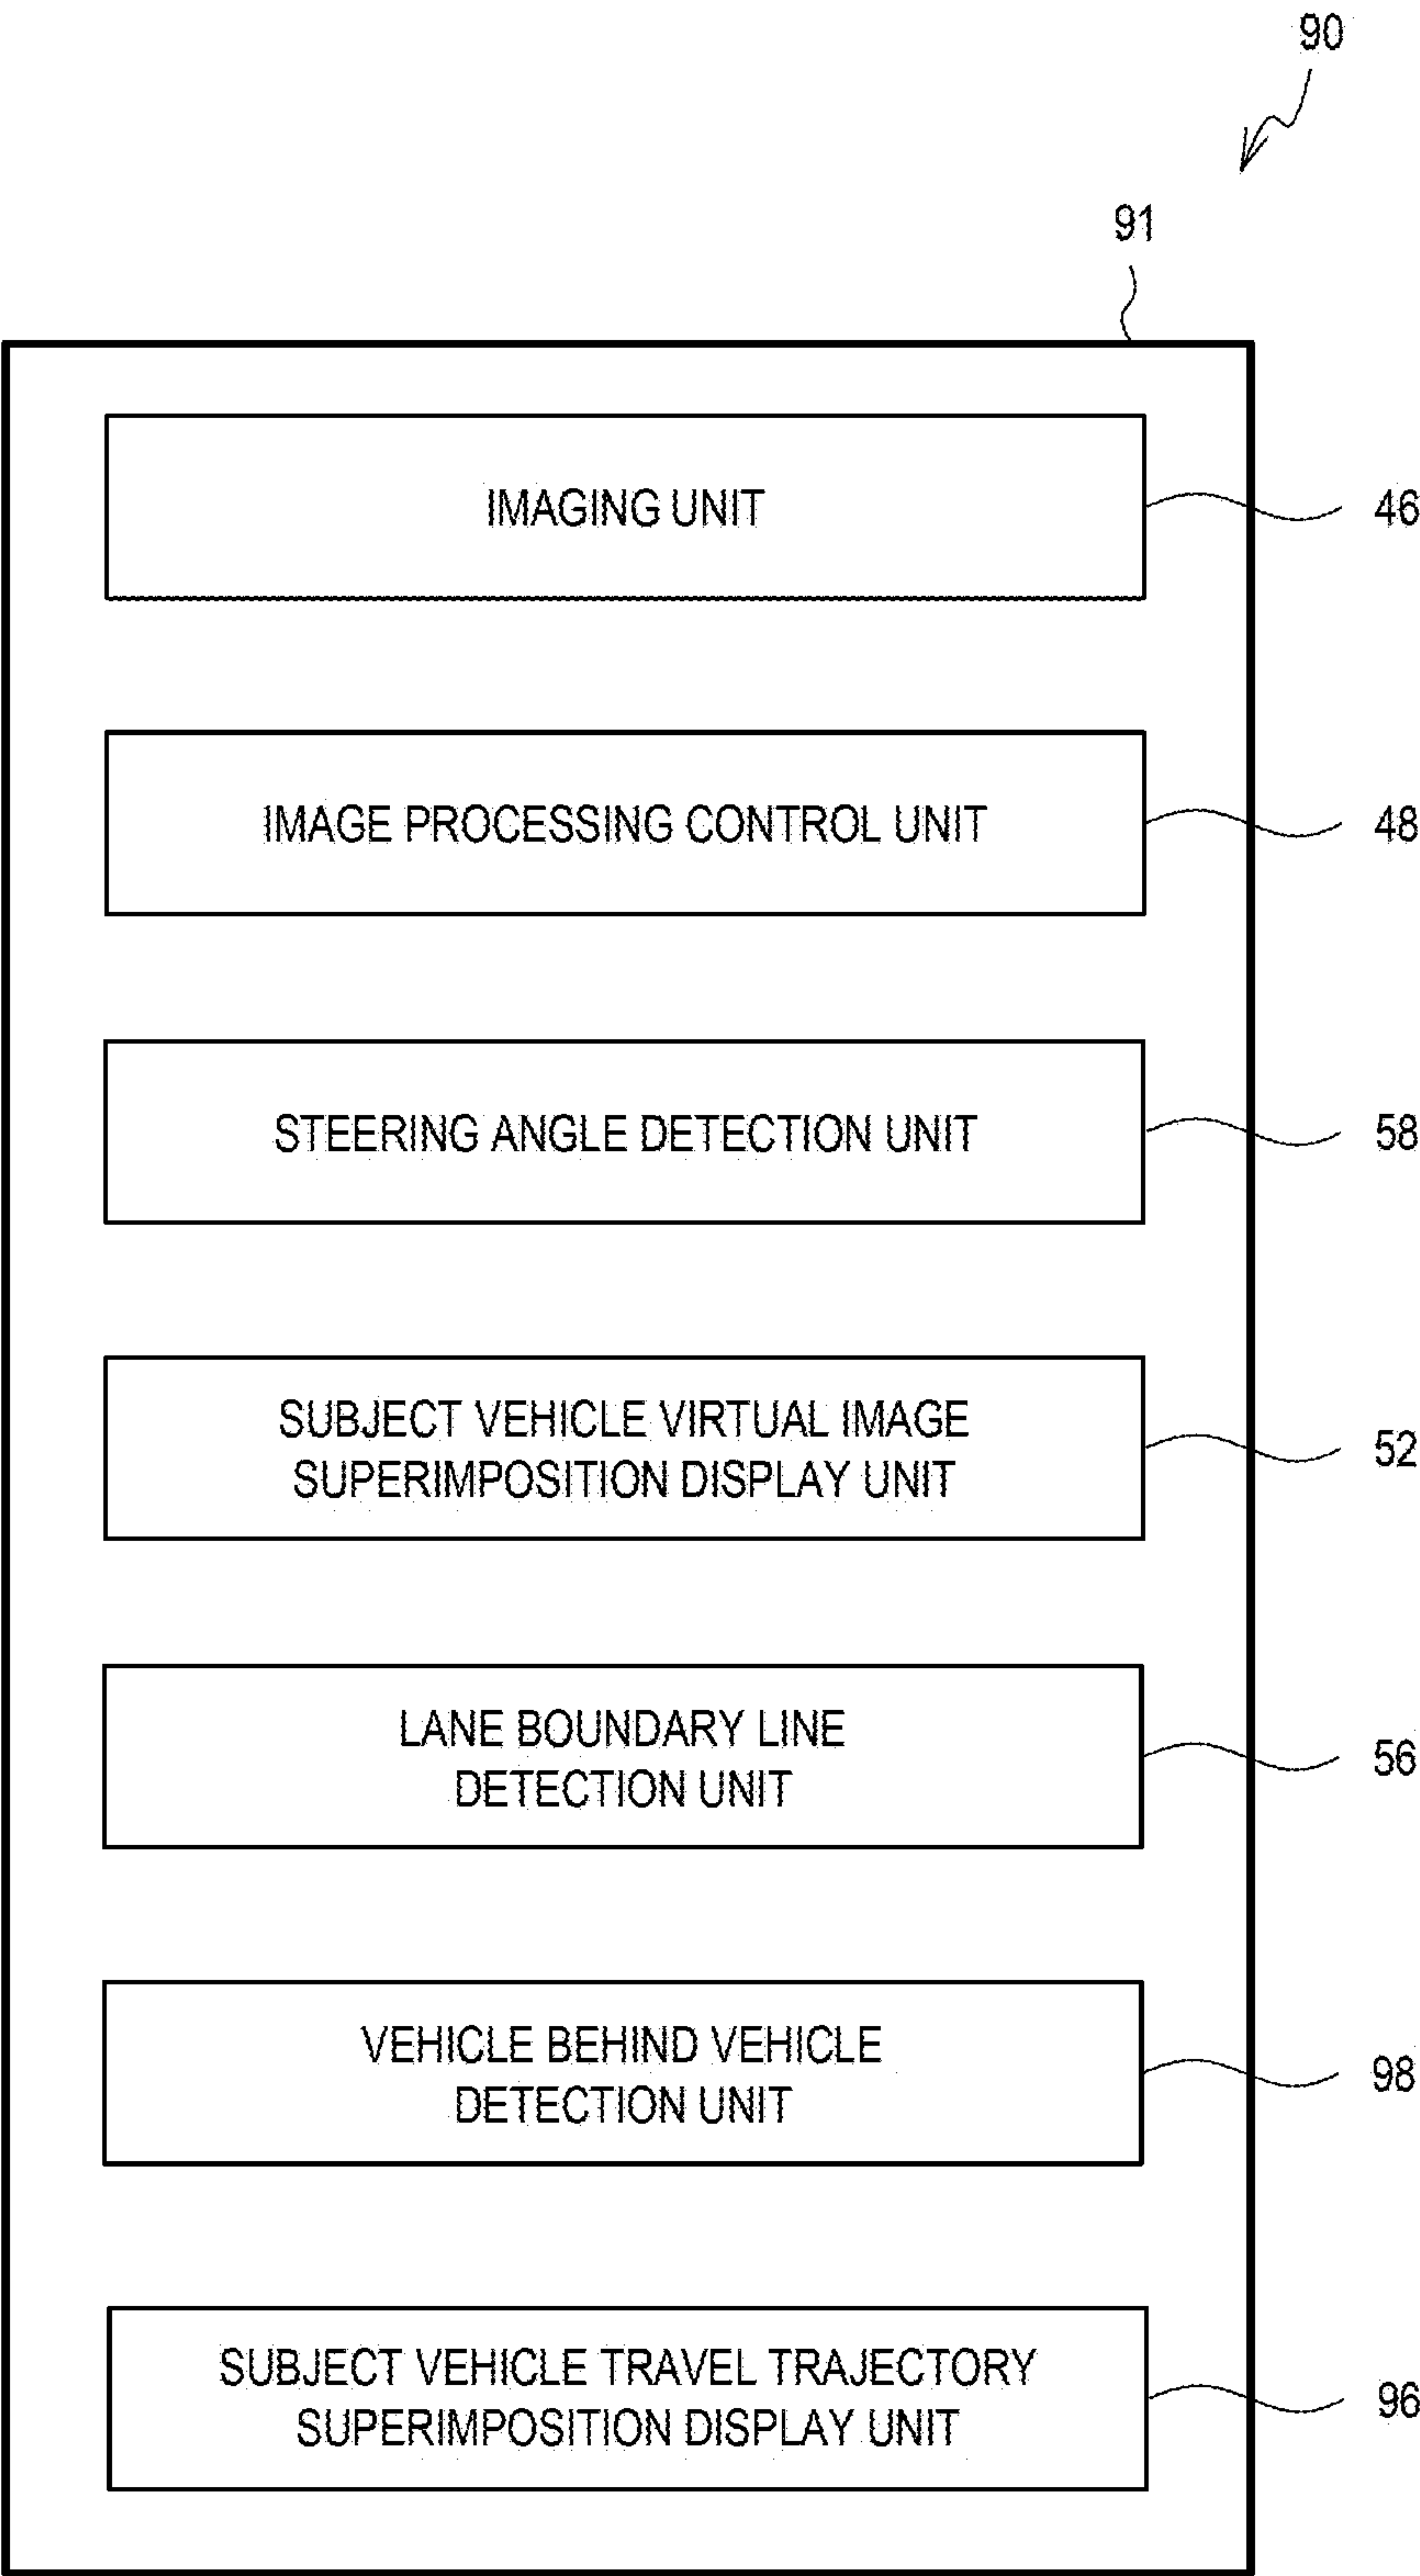 90
91
IMAGING UNIT
46
IMAGE PROCESSING CONTROL UNIT
48
STEERING ANGLE DETECTION UNIT
58
SUBJECT VEHICLE VIRTUAL IMAGE
SUPERIMPOSITION DISPLAY UNIT
52
LANE BOUNDARY LINE
DETECTION UNIT
56
VEHICLE BEHIND VEHICLE
DETECTION UNIT
98
SUBJECT VEHICLE TRAVEL TRAJECTORY
SUPERIMPOSITION DISPLAY UNIT
96